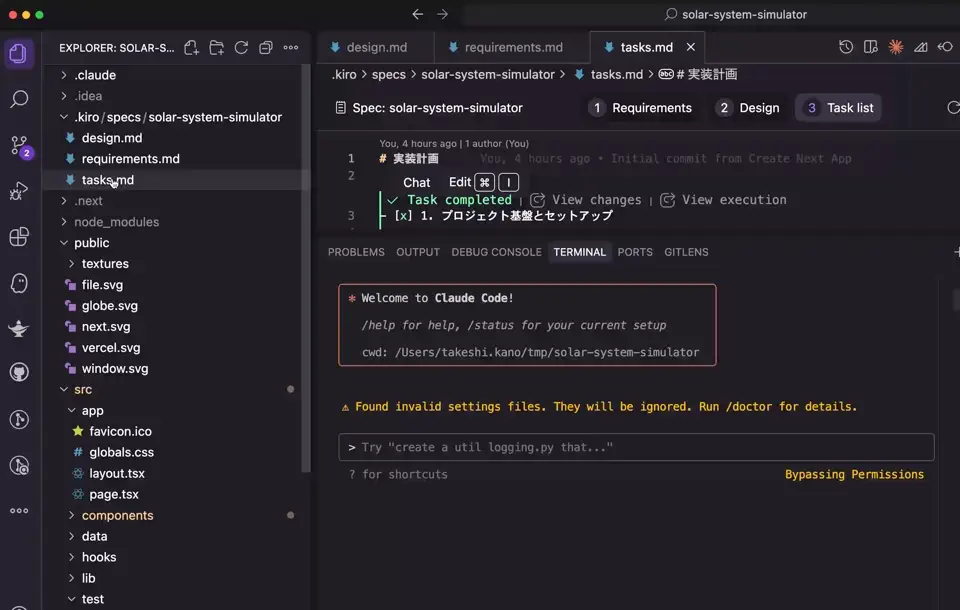 solar-system-simulator
EXPLORER: SOLAR-S...
design.md
requirements.md
tasks.md
.claude
.idea
.kiro / specs / solar-system-simulator
design.md
requirements.md
tasks.md
.next
node_modules
public
textures
file.svg
globe.svg
next.svg
vercel.svg
window.svg
src
app
favicon.ico
# globals.css
layout.tsx
page.tsx
components
data
hooks
lib
test
2
.kiro > specs > solar-system-simulator > tasks.md > abc # 実装計画
Spec: solar-system-simulator
1 Requirements
2 Design
3 Task list
You, 4 hours ago | 1 author (You)
1 # 実装計画 You, 4 hours ago • Initial commit from Create Next App
2
Chat Edit ⌘ I
✓ Task completed | View changes | View execution
3 - [x] 1. プロジェクト基盤とセットアップ
PROBLEMS OUTPUT DEBUG CONSOLE TERMINAL PORTS GITLENS
✻ Welcome to Claude Code!
/help for help, /status for your current setup
cwd: /Users/takeshi.kano/tmp/solar-system-simulator
⚠ Found invalid settings files. They will be ignored. Run /doctor for details.
> Try "create a util logging.py that..."
? for shortcuts
Bypassing Permissions